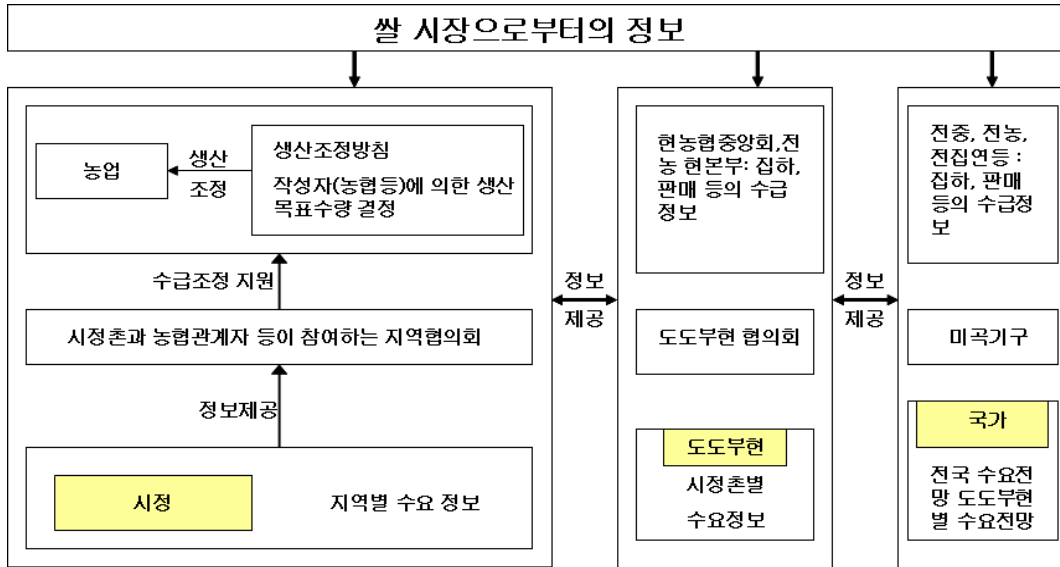 쌀 시장으로부터의 정보
농업
생산
조정
생산조정방침
작성자(농협등)에 의한 생산
목표수량 결정
수급조정 지원
시정촌과 농협관계자 등이 참여하는 지역협의회
정보제공
시정
지역별 수요 정보
정보
제공
현농협중앙회,전
농 현본부: 집하,
판매 등의 수급
정보
도도부현 협의회
도도부현
시정촌별
수요정보
정보
제공
전중, 전농,
전집연등 :
집하, 판매
등의 수급정
보
미곡기구
국가
전국 수요전
망 도도부현
별 수요전망